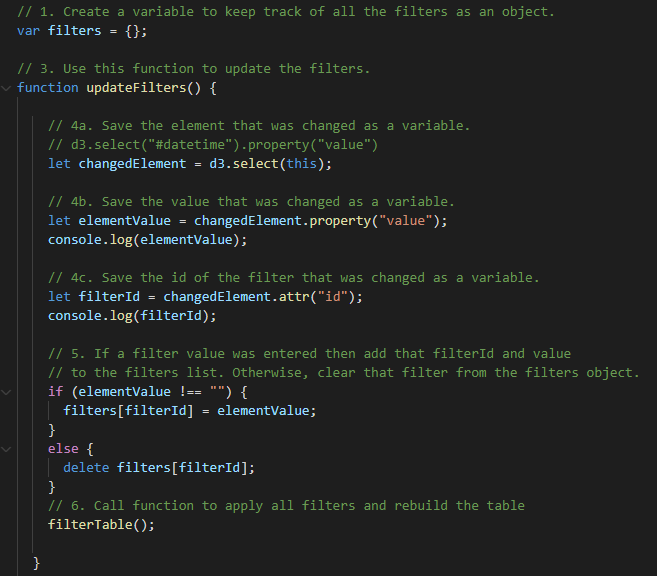 // 1. Create a variable to keep track of all the filters as an object.
var filters = {};
// 3. Use this function to update the filters.
function updateFilters() {
// 4a. Save the element that was changed as a variable.
// d3.select("#datetime").property("value")
let changedElement = d3.select(this);
// 4b. Save the value that was changed as a variable.
let elementValue = changedElement.property("value");
console.log(elementValue);
// 4c. Save the id of the filter that was changed as a variable.
let filterId = changedElement.attr("id");
console.log(filterId);
// 5. If a filter value was entered then add that filterId and value
// to the filters list. Otherwise, clear that filter from the filters object.
if (elementValue !== "") {
filters[filterId] = elementValue;
}
else {
delete filters[filterId];
}
// 6. Call function to apply all filters and rebuild the table
filterTable();
}